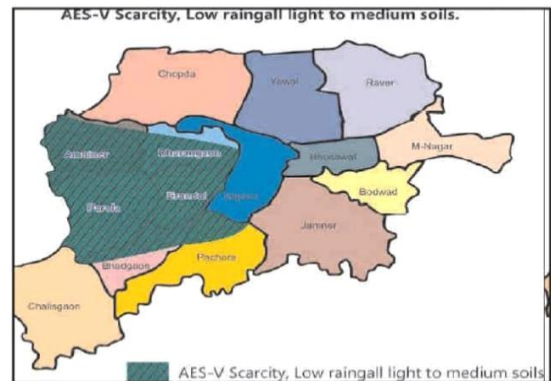 AES-V Scarcity, Low raingall light to medium soils.
Chopda
Yawal
Raver
M-Nagar
Amalner
Dharangaon
Bhusawal
Bodwad
Parola
Erandol
Jalgaon
Jamner
Pachora
Bhadgaon
Chalisgaon
AES-V Scarcity, Low raingall light to medium soils